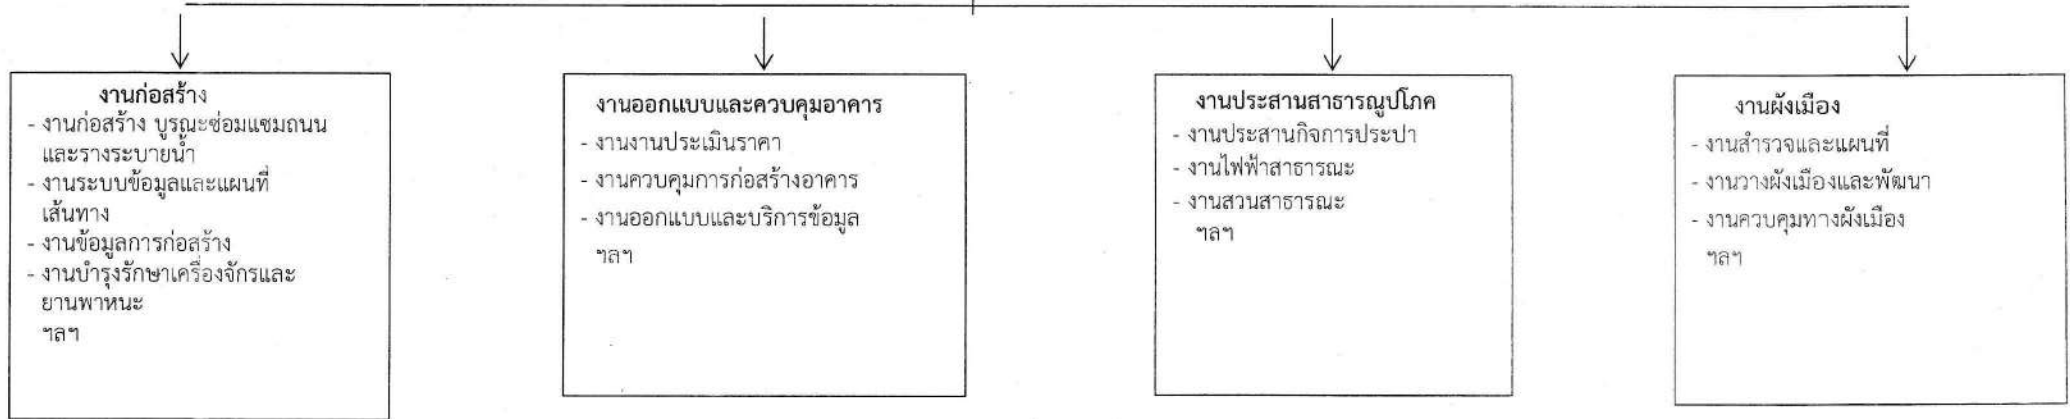 งานก่อสร้าง
- งานก่อสร้าง บูรณะซ่อมแซมถนน
และรางระบายน้ำ
- งานระบบข้อมูลและแผนที่
เส้นทาง
- งานข้อมูลการก่อสร้าง
- งานบำรุงรักษาเครื่องจักรและ
ยานพาหนะ
ฯลฯ
งานออกแบบและควบคุมอาคาร
- งานงานประเมินราคา
- งานควบคุมการก่อสร้างอาคาร
- งานออกแบบและบริการข้อมูล
ฯลฯ
งานประสานสาธารณูปโภค
- งานประสานกิจการประปา
- งานไฟฟ้าสาธารณะ
- งานสวนสาธารณะ
ฯลฯ
งานผังเมือง
- งานสำรวจและแผนที่
- งานวางผังเมืองและพัฒนา
- งานควบคุมทางผังเมือง
ฯลฯ